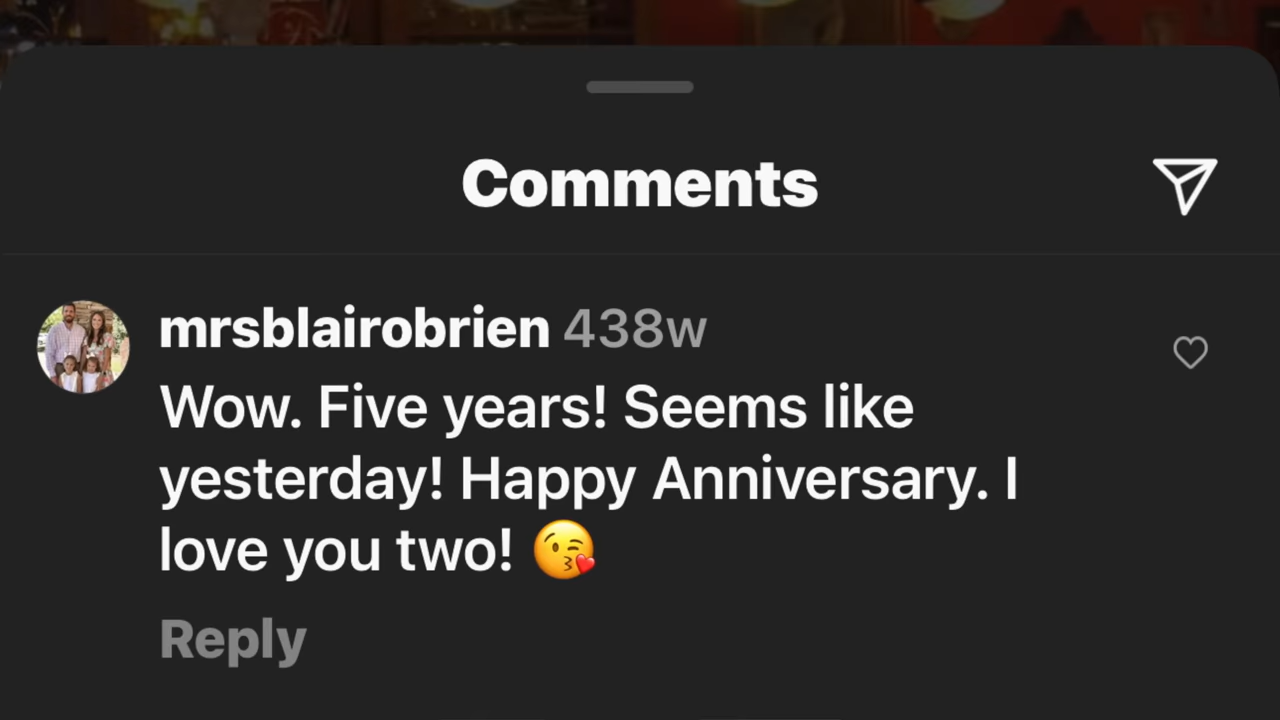 Comments
mrsblairobrien 438w
Wow. Five years! Seems like
yesterday! Happy Anniversary. I
love you two! 😘
Reply